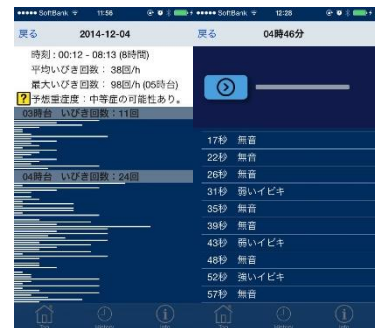 ●●●●● SoftBank 11:56
戻る 2014-12-04
時刻：00:12 - 08:13 (8時間)
平均いびき回数： 38回/h
最大いびき回数： 98回/h (05時台)
? 予想重症度：中等症の可能性あり。
03時台 いびき回数：11回
04時台 いびき回数：24回
Top History Info
●●●●● SoftBank 12:28
戻る 04時46分
17秒 無音
22秒 無音
26秒 無音
31秒 弱いイビキ
35秒 無音
39秒 無音
43秒 弱いイビキ
48秒 無音
52秒 強いイビキ
57秒 無音
Top History Info